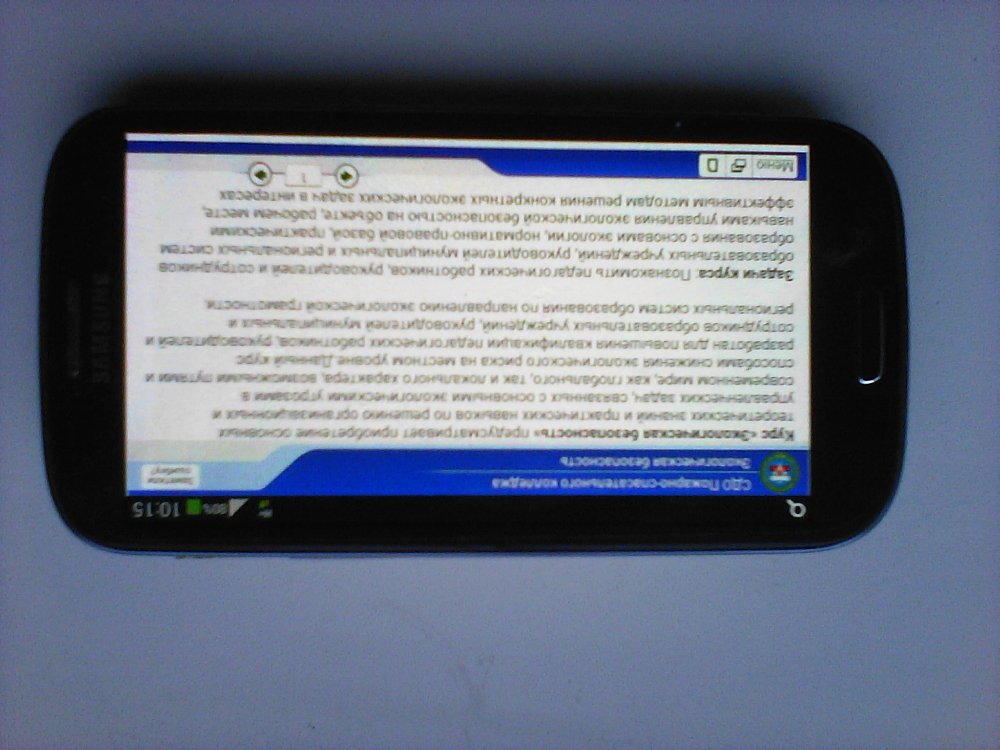 10:15
СДО Пожарно-спасательного колледжа
Экологическая безопасность
Заметили
ошибку?
Курс «Экологическая безопасность» предусматривает приобретение основных
теоретических знаний и практических навыков по решению организационных и
управленческих задач, связанных с основными экологическими угрозами в
современном мире, как глобального, так и локального характера, возможными путями и
способами снижения экологического риска на местном уровне Данный курс
разработан для повышения квалификации педагогических работников, руководителей и
сотрудников образовательных учреждений, руководителей муниципальных и
региональных систем образования по направлению экологической грамотности.
Задачи курса: Познакомить педагогических работников, руководителей и сотрудников
образовательных учреждений, руководителей муниципальных и региональных систем
образования с основами экологии, нормативно-правовой базой, практическими
навыками управления экологической безопасностью на объекте, рабочем месте,
эффективным методам решения конкретных экологических задач в интересах
Меню
1
SAMSUNG